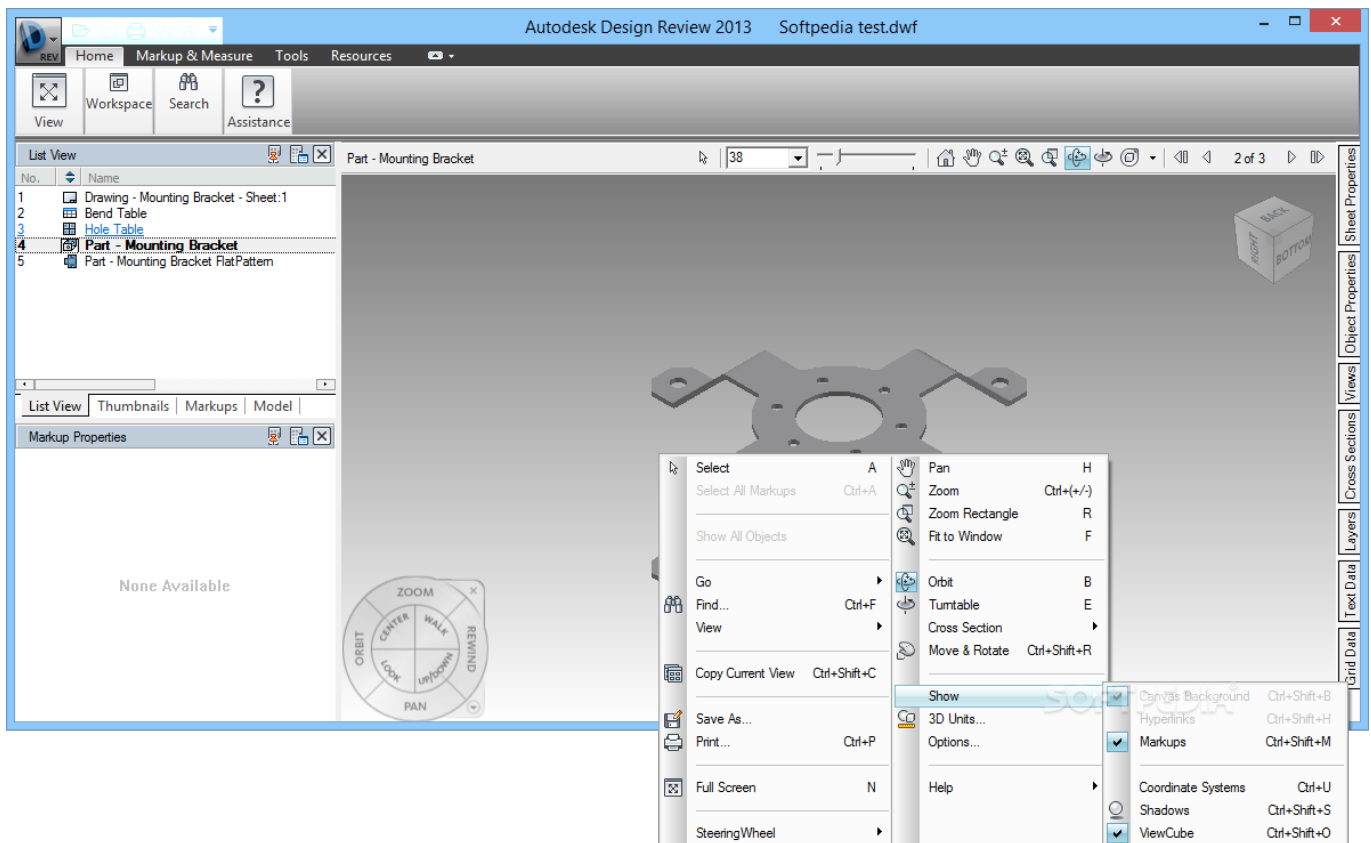 Autodesk Design Review 2013 Softpedia test.dwf
REV
Home Markup & Measure Tools Resources
View Workspace Search Assistance
List View
No. Name
1 Drawing - Mounting Bracket - Sheet:1
2 Bend Table
3 Hole Table
4 Part - Mounting Bracket
5 Part - Mounting Bracket FlatPattern
List View Thumbnails Markups Model
Markup Properties
None Available
Part - Mounting Bracket 38 2 of 3
BACK
RIGHT
BOTTOM
Sheet Properties
Object Properties
Views
Cross Sections
Layers
Text Data
Grid Data
ZOOM
CENTER WALK
ORBIT
REWIND
LOOK UP/DOWN
PAN
Select A
Select All Markups Ctrl+A
Show All Objects
Go
Find... Ctrl+F
View
Copy Current View Ctrl+Shift+C
Save As...
Print... Ctrl+P
Full Screen N
SteeringWheel
Pan H
Zoom Ctrl+(+/-)
Zoom Rectangle R
Fit to Window F
Orbit B
Turntable E
Cross Section
Move & Rotate Ctrl+Shift+R
Show
3D Units...
Options...
Help
SOFTPEDIA
Canvas Background Ctrl+Shift+B
Hyperlinks Ctrl+Shift+H
Markups Ctrl+Shift+M
Coordinate Systems Ctrl+U
Shadows Ctrl+Shift+S
ViewCube Ctrl+Shift+O